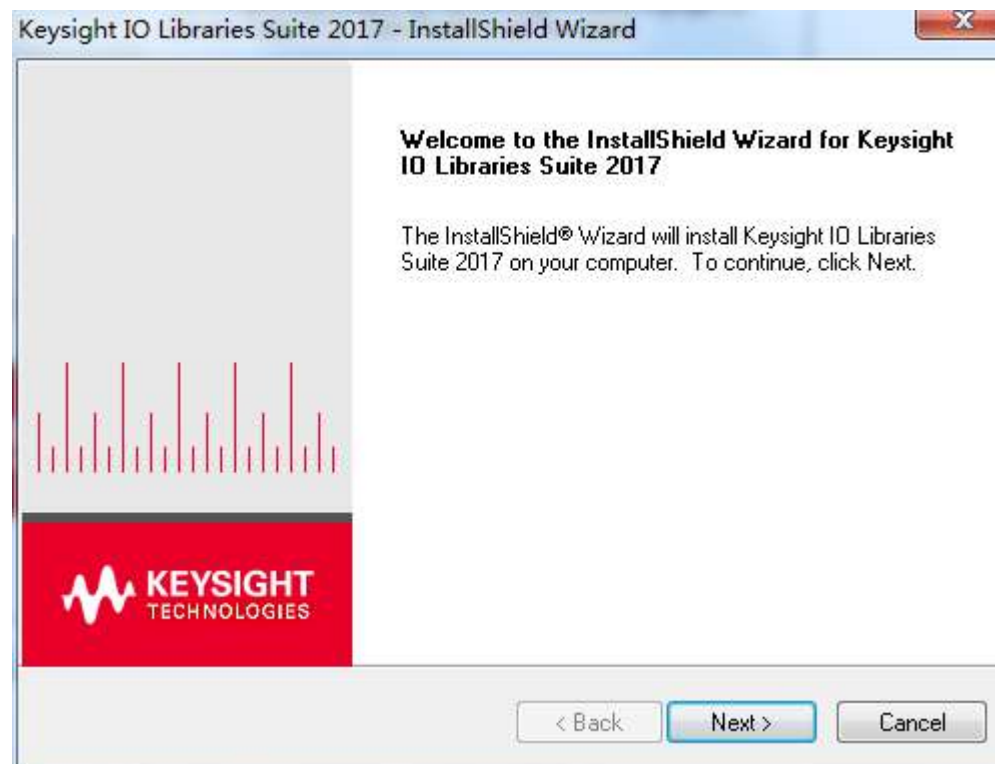 Keysight IO Libraries Suite 2017 - InstallShield Wizard
Welcome to the InstallShield Wizard for Keysight
IO Libraries Suite 2017
The InstallShield® Wizard will install Keysight IO Libraries
Suite 2017 on your computer. To continue, click Next.
KEYSIGHT
TECHNOLOGIES
< Back
Next >
Cancel